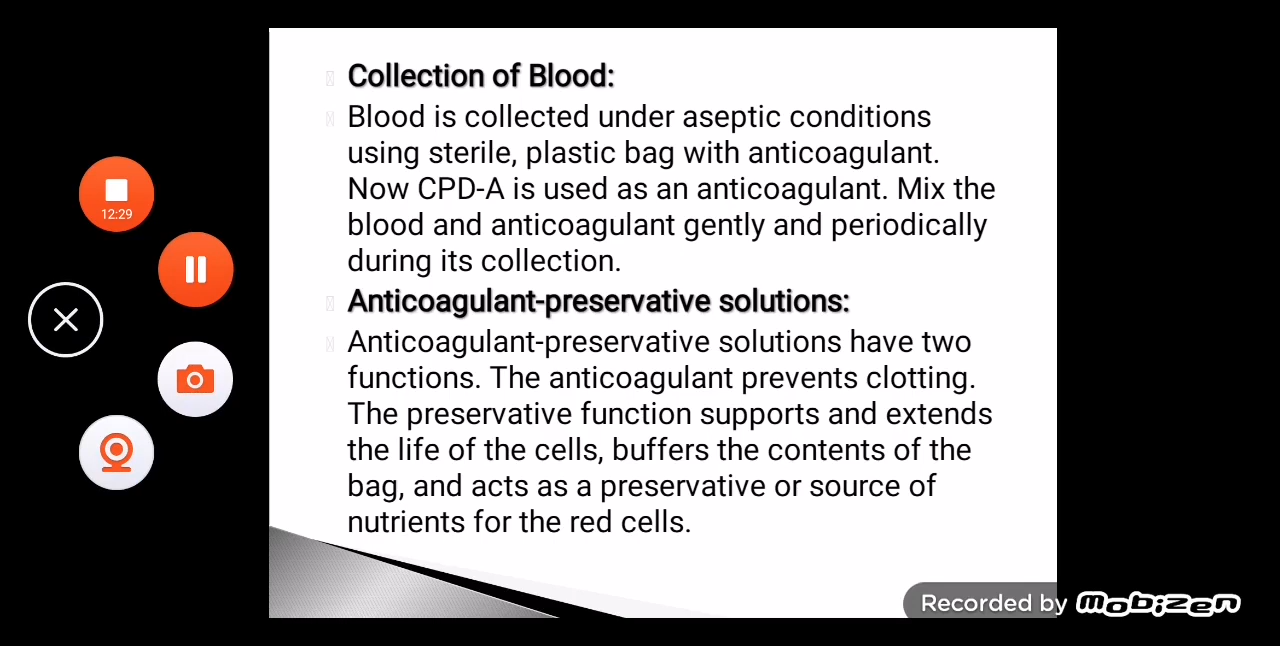 Collection of Blood:
Blood is collected under aseptic conditions
using sterile, plastic bag with anticoagulant.
Now CPD-A is used as an anticoagulant. Mix the
blood and anticoagulant gently and periodically
during its collection.
Anticoagulant-preservative solutions:
Anticoagulant-preservative solutions have two
functions. The anticoagulant prevents clotting.
The preservative function supports and extends
the life of the cells, buffers the contents of the
bag, and acts as a preservative or source of
nutrients for the red cells.
12:29
Recorded by mobizen